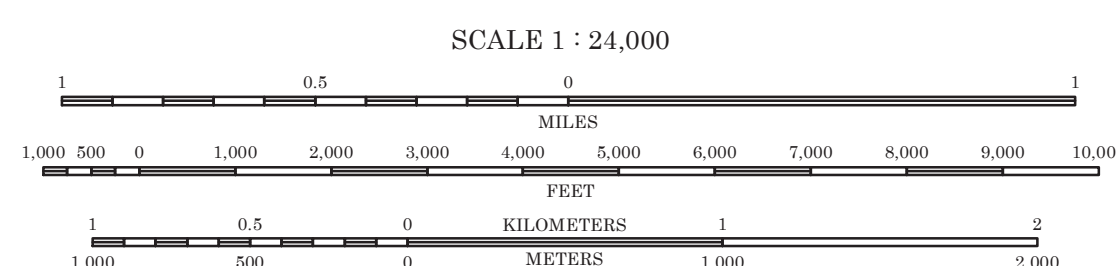 SCALE 1 : 24,000
1 0.5 0 1
MILES
1,000 500 0 1,000 2,000 3,000 4,000 5,000 6,000 7,000 8,000 9,000 10,00
FEET
1 0.5 0 KILOMETERS 1 2
1,000 500 0 METERS 1,000 2,000